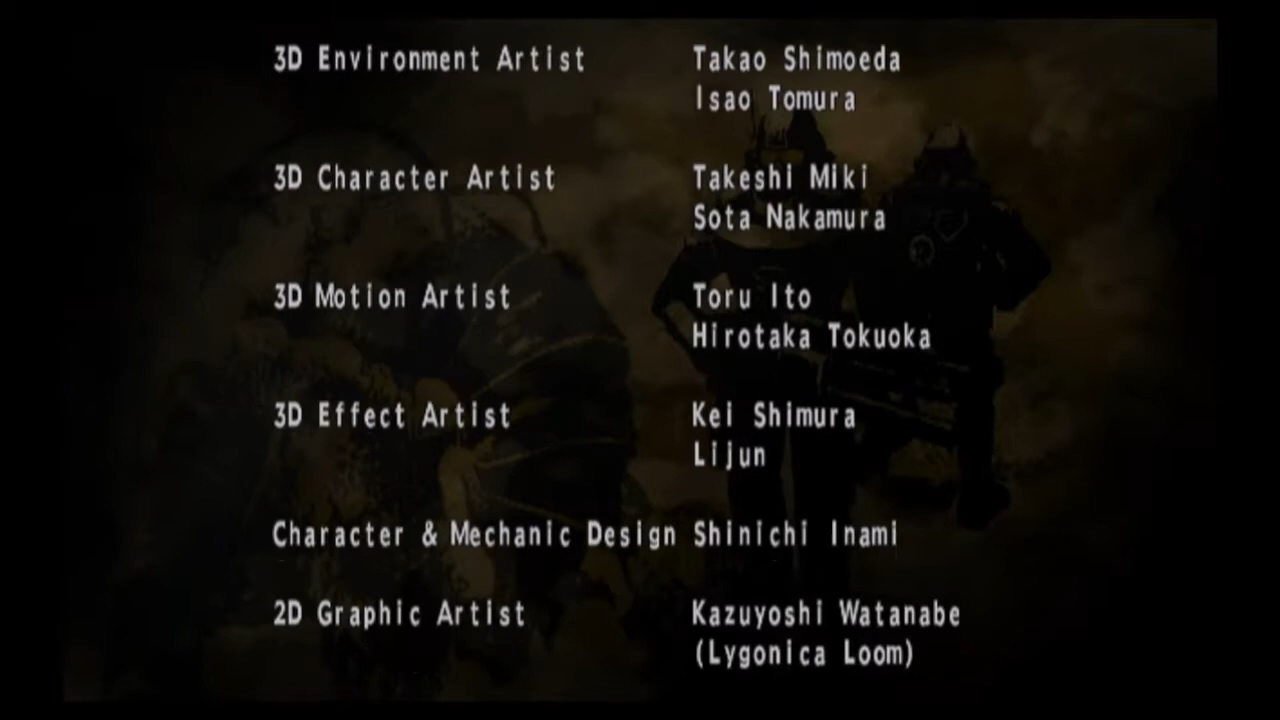 3D Environment Artist Takao Shimoeda
Isao Tomura
3D Character Artist Takeshi Miki
Sota Nakamura
3D Motion Artist Toru Ito
Hirotaka Tokuoka
3D Effect Artist Kei Shimura
Lijun
Character & Mechanic Design Shinichi Inami
2D Graphic Artist Kazuyoshi Watanabe
(Lygonica Loom)